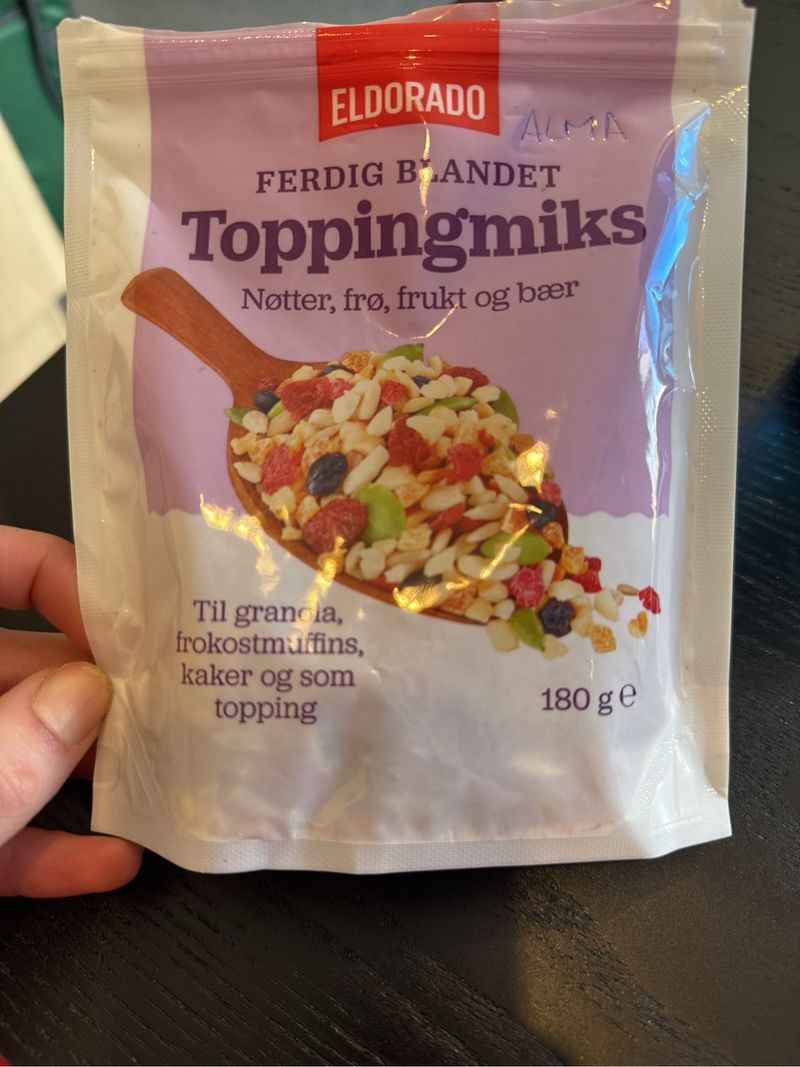 ELDORADO
ALMA
FERDIG BLANDET
Toppingmiks
Nøtter, frø, frukt og bær
Til granola,
frokostmuffins,
kaker og som
topping
180 g ℮